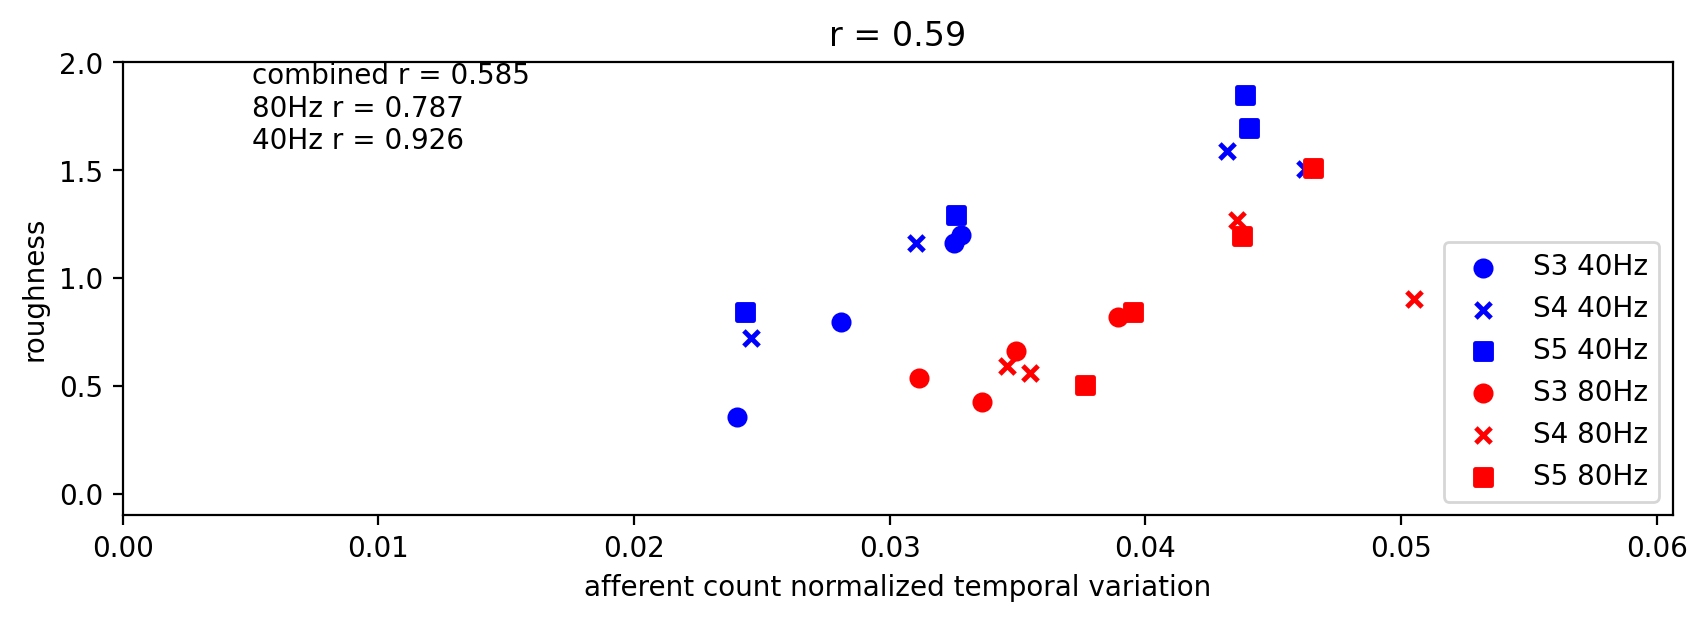 r = 0.59
combined r = 0.585
80Hz r = 0.787
40Hz r = 0.926
roughness
2.0
1.5
1.0
0.5
0.0
S3 40Hz
S4 40Hz
S5 40Hz
S3 80Hz
S4 80Hz
S5 80Hz
0.00 0.01 0.02 0.03 0.04 0.05 0.06
afferent count normalized temporal variation